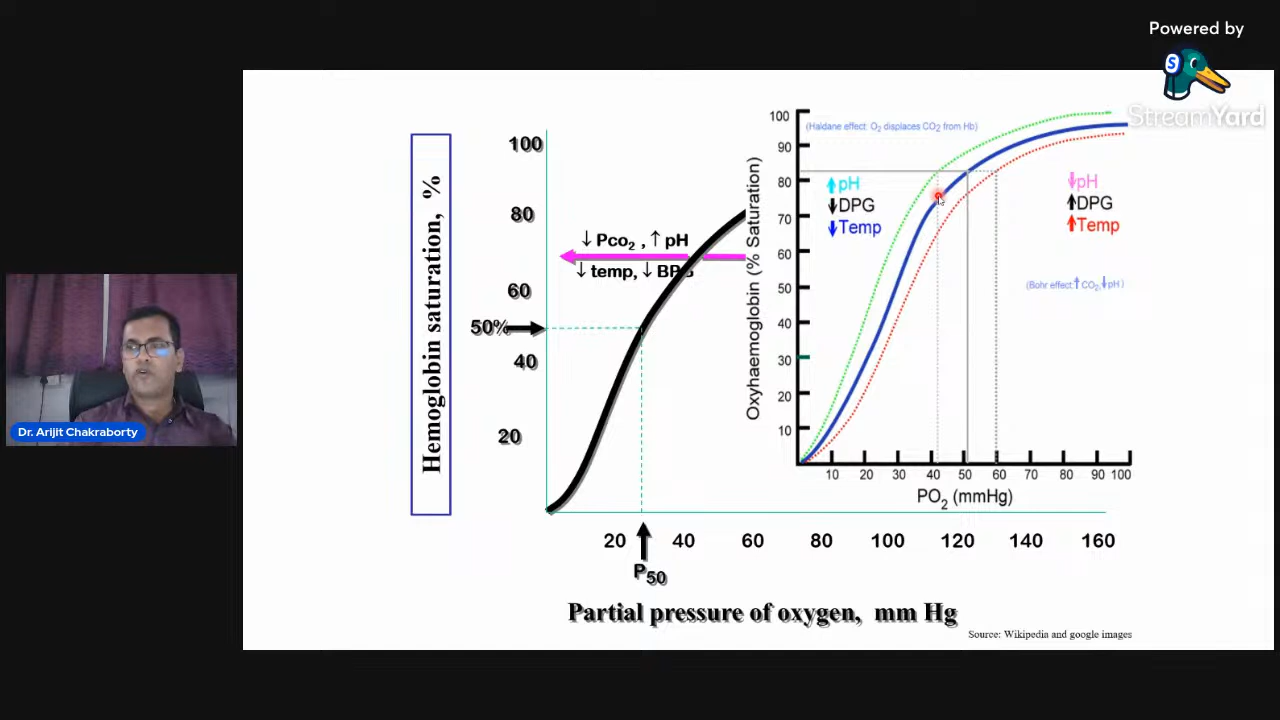 Powered by
S
StreamYard
Dr. Arijit Chakraborty
Hemoglobin saturation, %
100
80
60
50%
40
20
↓ Pco2 , ↑ pH
↓ temp, ↓ BPG
20 40 60 80 100 120 140 160
P50
Partial pressure of oxygen, mm Hg
Oxyhaemoglobin (% Saturation)
100
90
80
70
60
50
40
30
20
10
(Haldane effect: O2 displaces CO2 from Hb)
↑pH
↓DPG
↓Temp
↓pH
↑DPG
↑Temp
(Bohr effect:↑ CO2,↓pH )
10 20 30 40 50 60 70 80 90 100
PO2 (mmHg)
Source: Wikipedia and google images